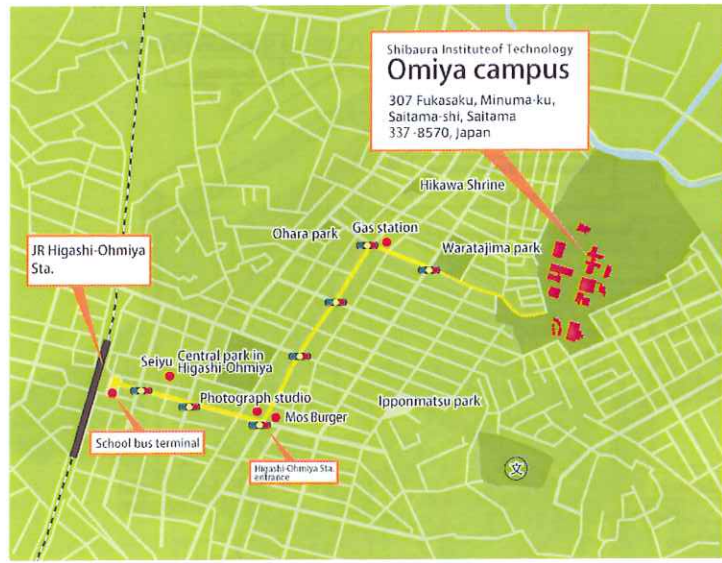 Shibaura Instituteof Technology
Omiya campus
307 Fukasaku, Minuma-ku,
Saitama-shi, Saitama
337-8570, Japan
Hikawa Shrine
Ohara park
Gas station
Waratajima park
JR Higashi-Ohmiya
Sta.
Seiyu
Central park in
Higashi-Ohmiya
Photograph studio
Mos Burger
Ipponmatsu park
School bus terminal
Higashi-Ohmiya Sta.
entrance
文